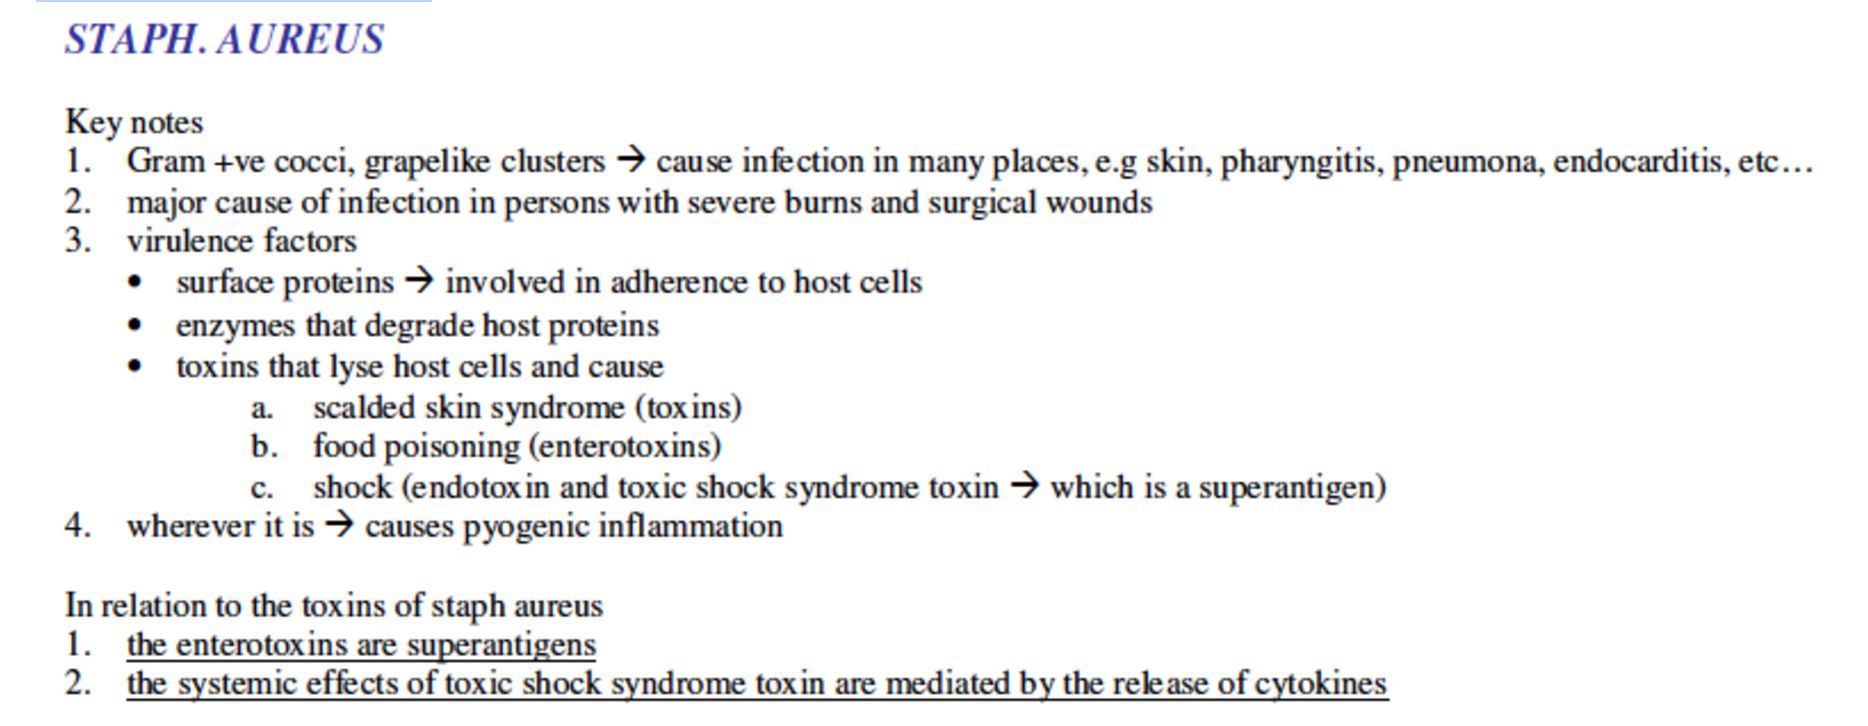 STAPH. AUREUS
Key notes
1. Gram +ve cocci, grapelike clusters → cause infection in many places, e.g skin, pharyngitis, pneumona, endocarditis, etc…
2. major cause of infection in persons with severe burns and surgical wounds
3. virulence factors
• surface proteins → involved in adherence to host cells
• enzymes that degrade host proteins
• toxins that lyse host cells and cause
a. scalded skin syndrome (toxins)
b. food poisoning (enterotoxins)
c. shock (endotoxin and toxic shock syndrome toxin → which is a superantigen)
4. wherever it is → causes pyogenic inflammation
In relation to the toxins of staph aureus
1. the enterotoxins are superantigens
2. the systemic effects of toxic shock syndrome toxin are mediated by the release of cytokines